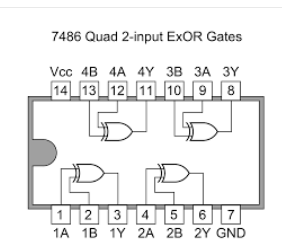 7486 Quad 2-input ExOR Gates
Vcc 4B 4A 4Y 3B 3A 3Y
14 13 12 11 10 9 8
1 2 3 4 5 6 7
1A 1B 1Y 2A 2B 2Y GND